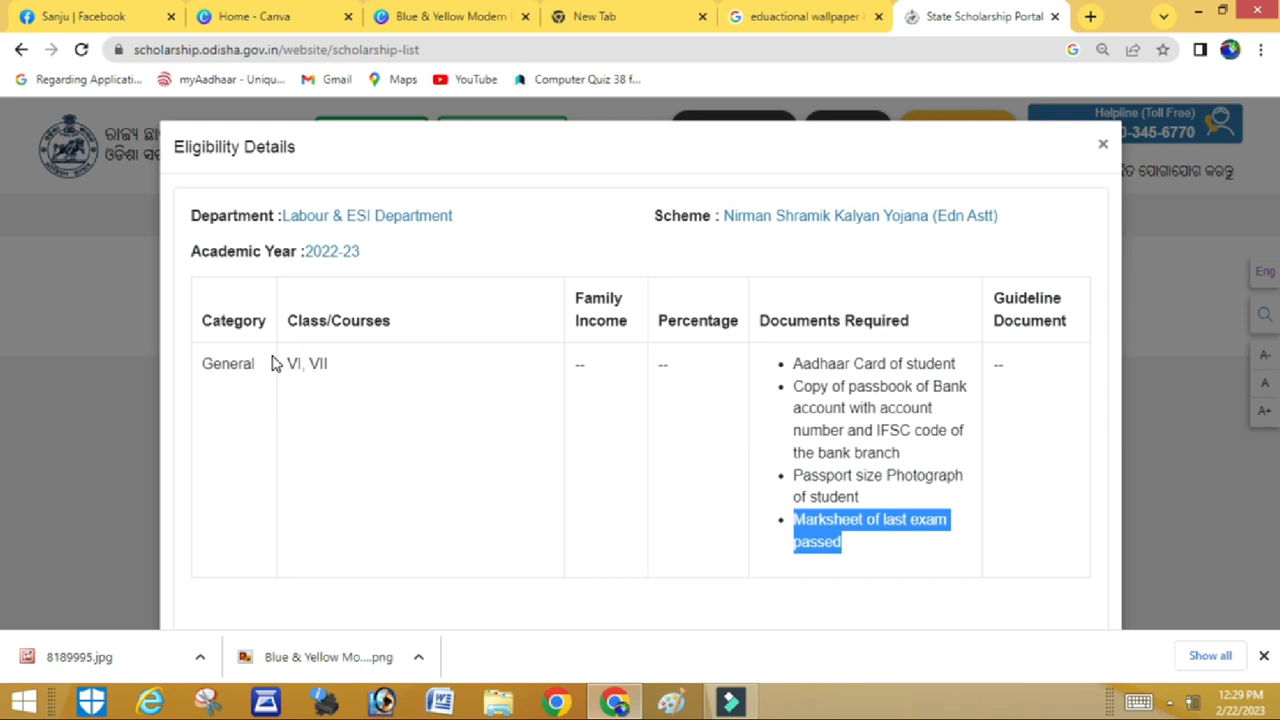 Sanju | Facebook
Home - Canva
Blue & Yellow Modern
New Tab
eduactional wallpaper
State Scholarship Portal
scholarship.odisha.gov.in/website/scholarship-list
Regarding Applicati...
myAadhaar - Uniqu...
Gmail
Maps
YouTube
Computer Quiz 38 f...
ରାଜ୍ୟ
ଓଡିଶା
Helpline (Toll Free)
0-345-6770
ଯୋଗାଯୋଗ କରନ୍ତୁ
Eligibility Details
Department :Labour & ESI Department
Scheme : Nirman Shramik Kalyan Yojana (Edn Astt)
Academic Year :2022-23
Category
Class/Courses
Family
Income
Percentage
Documents Required
Guideline
Document
General
VI, VII
--
--
• Aadhaar Card of student
• Copy of passbook of Bank
account with account
number and IFSC code of
the bank branch
• Passport size Photograph
of student
• Marksheet of last exam
passed
--
Eng
A-
A
A+
8189995.jpg
Blue & Yellow Mo....png
Show all
12:29 PM
2/22/2023